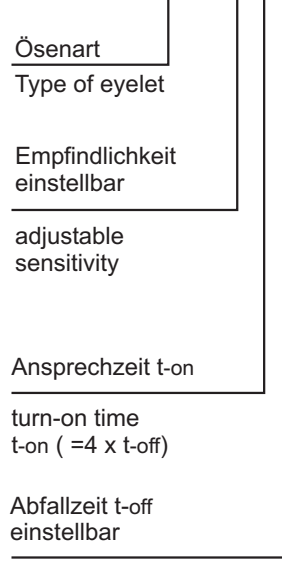 Ösenart
Type of eyelet
Empfindlichkeit
einstellbar
adjustable
sensitivity
Ansprechzeit t-on
turn-on time
t-on ( =4 x t-off)
Abfallzeit t-off
einstellbar